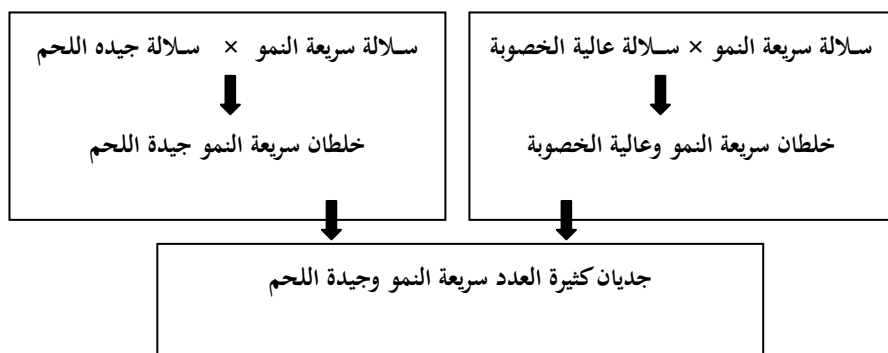 سلالة سريعة النمو × سلالة عالية الخصوبة
خلطان سريعة النمو وعالية الخصوبة
سلالة سريعة النمو × سلالة جيده اللحم
خلطان سريعة النمو جيدة اللحم
جديان كثيرة العدد سريعة النمو وجيدة اللحم